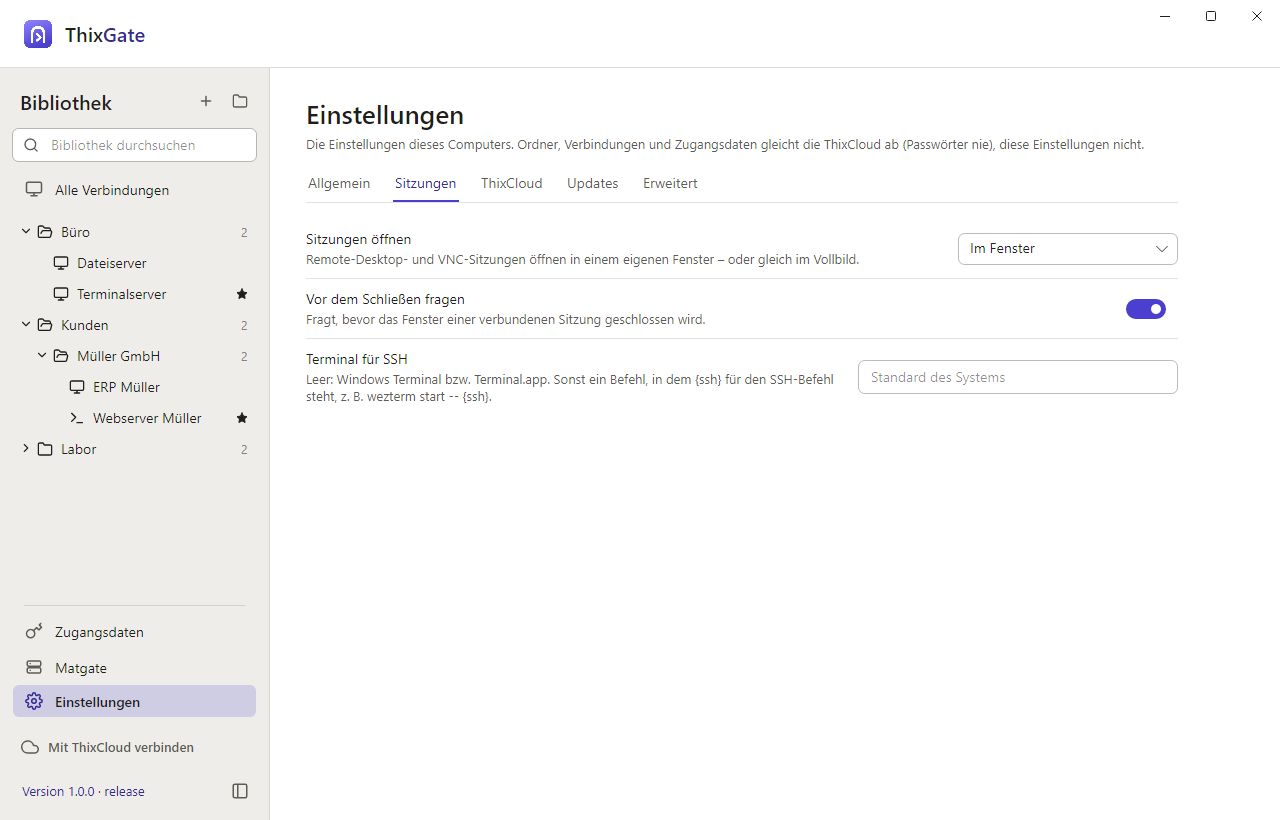 ThixGate
Bibliothek
Bibliothek durchsuchen
Alle Verbindungen
Büro 2
Dateiserver
Terminalserver
Kunden 2
Müller GmbH 2
ERP Müller
Webserver Müller
Labor 2
Zugangsdaten
Matgate
Einstellungen
Mit ThixCloud verbinden
Version 1.0.0 · release
Einstellungen
Die Einstellungen dieses Computers. Ordner, Verbindungen und Zugangsdaten gleicht die ThixCloud ab (Passwörter nie), diese Einstellungen nicht.
Allgemein Sitzungen ThixCloud Updates Erweitert
Sitzungen öffnen
Remote-Desktop- und VNC-Sitzungen öffnen in einem eigenen Fenster – oder gleich im Vollbild.
Im Fenster
Vor dem Schließen fragen
Fragt, bevor das Fenster einer verbundenen Sitzung geschlossen wird.
Terminal für SSH
Leer: Windows Terminal bzw. Terminal.app. Sonst ein Befehl, in dem {ssh} für den SSH-Befehl
steht, z. B. wezterm start -- {ssh}.
Standard des Systems